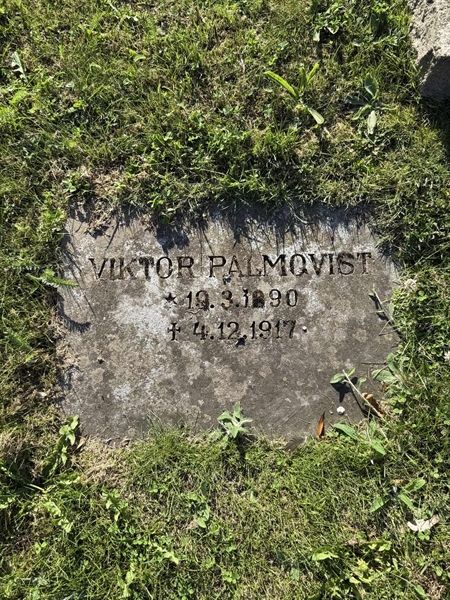 VIKTOR PALMQVIST
* 19.3.1890
† 4.12.1917